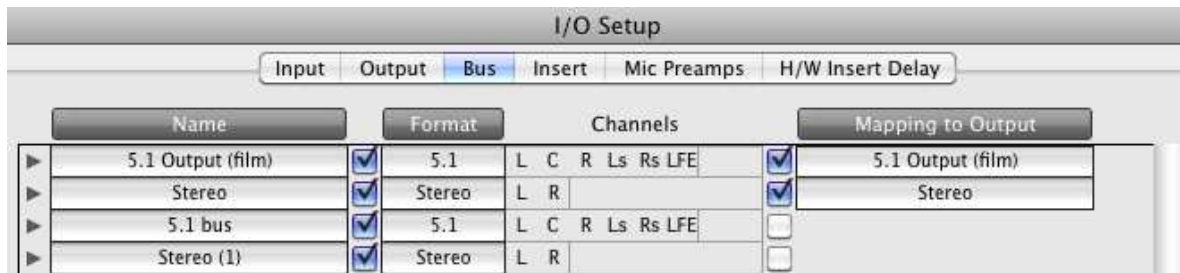 I/O Setup
Input Output Bus Insert Mic Preamps H/W Insert Delay
Name Format Channels Mapping to Output
5.1 Output (film) 5.1 L C R Ls Rs LFE 5.1 Output (film)
Stereo Stereo L R Stereo
5.1 bus 5.1 L C R Ls Rs LFE
Stereo (1) Stereo L R